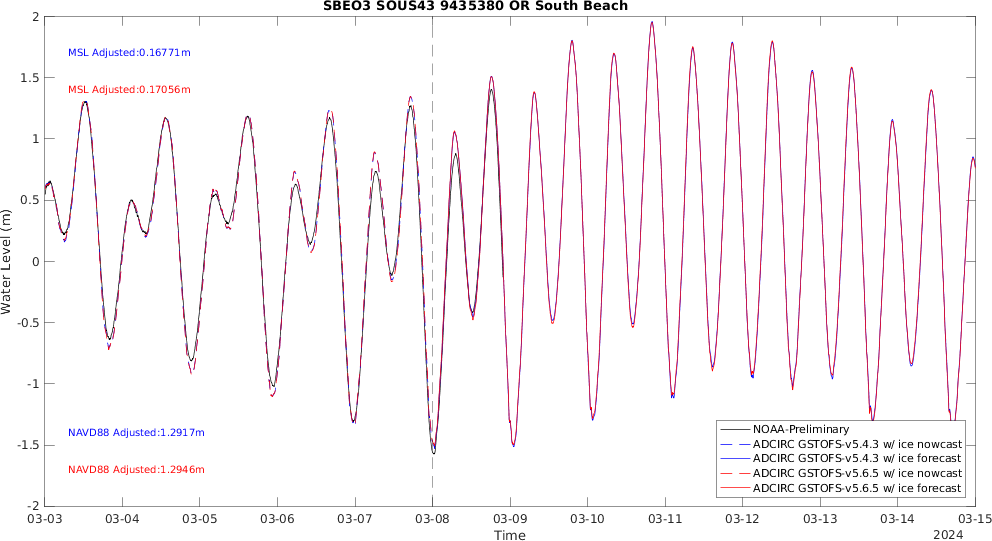 SBEO3 SOUS43 9435380 OR South Beach
2
1.5
1
0.5
0
-0.5
-1
-1.5
-2
Water Level (m)
MSL Adjusted:0.16771m
MSL Adjusted:0.17056m
NAVD88 Adjusted:1.2917m
NAVD88 Adjusted:1.2946m
NOAA-Preliminary
ADCIRC GSTOFS-v5.4.3 w/ ice nowcast
ADCIRC GSTOFS-v5.4.3 w/ ice forecast
ADCIRC GSTOFS-v5.6.5 w/ ice nowcast
ADCIRC GSTOFS-v5.6.5 w/ ice forecast
03-03 03-04 03-05 03-06 03-07 03-08 03-09 03-10 03-11 03-12 03-13 03-14 03-15
Time
2024